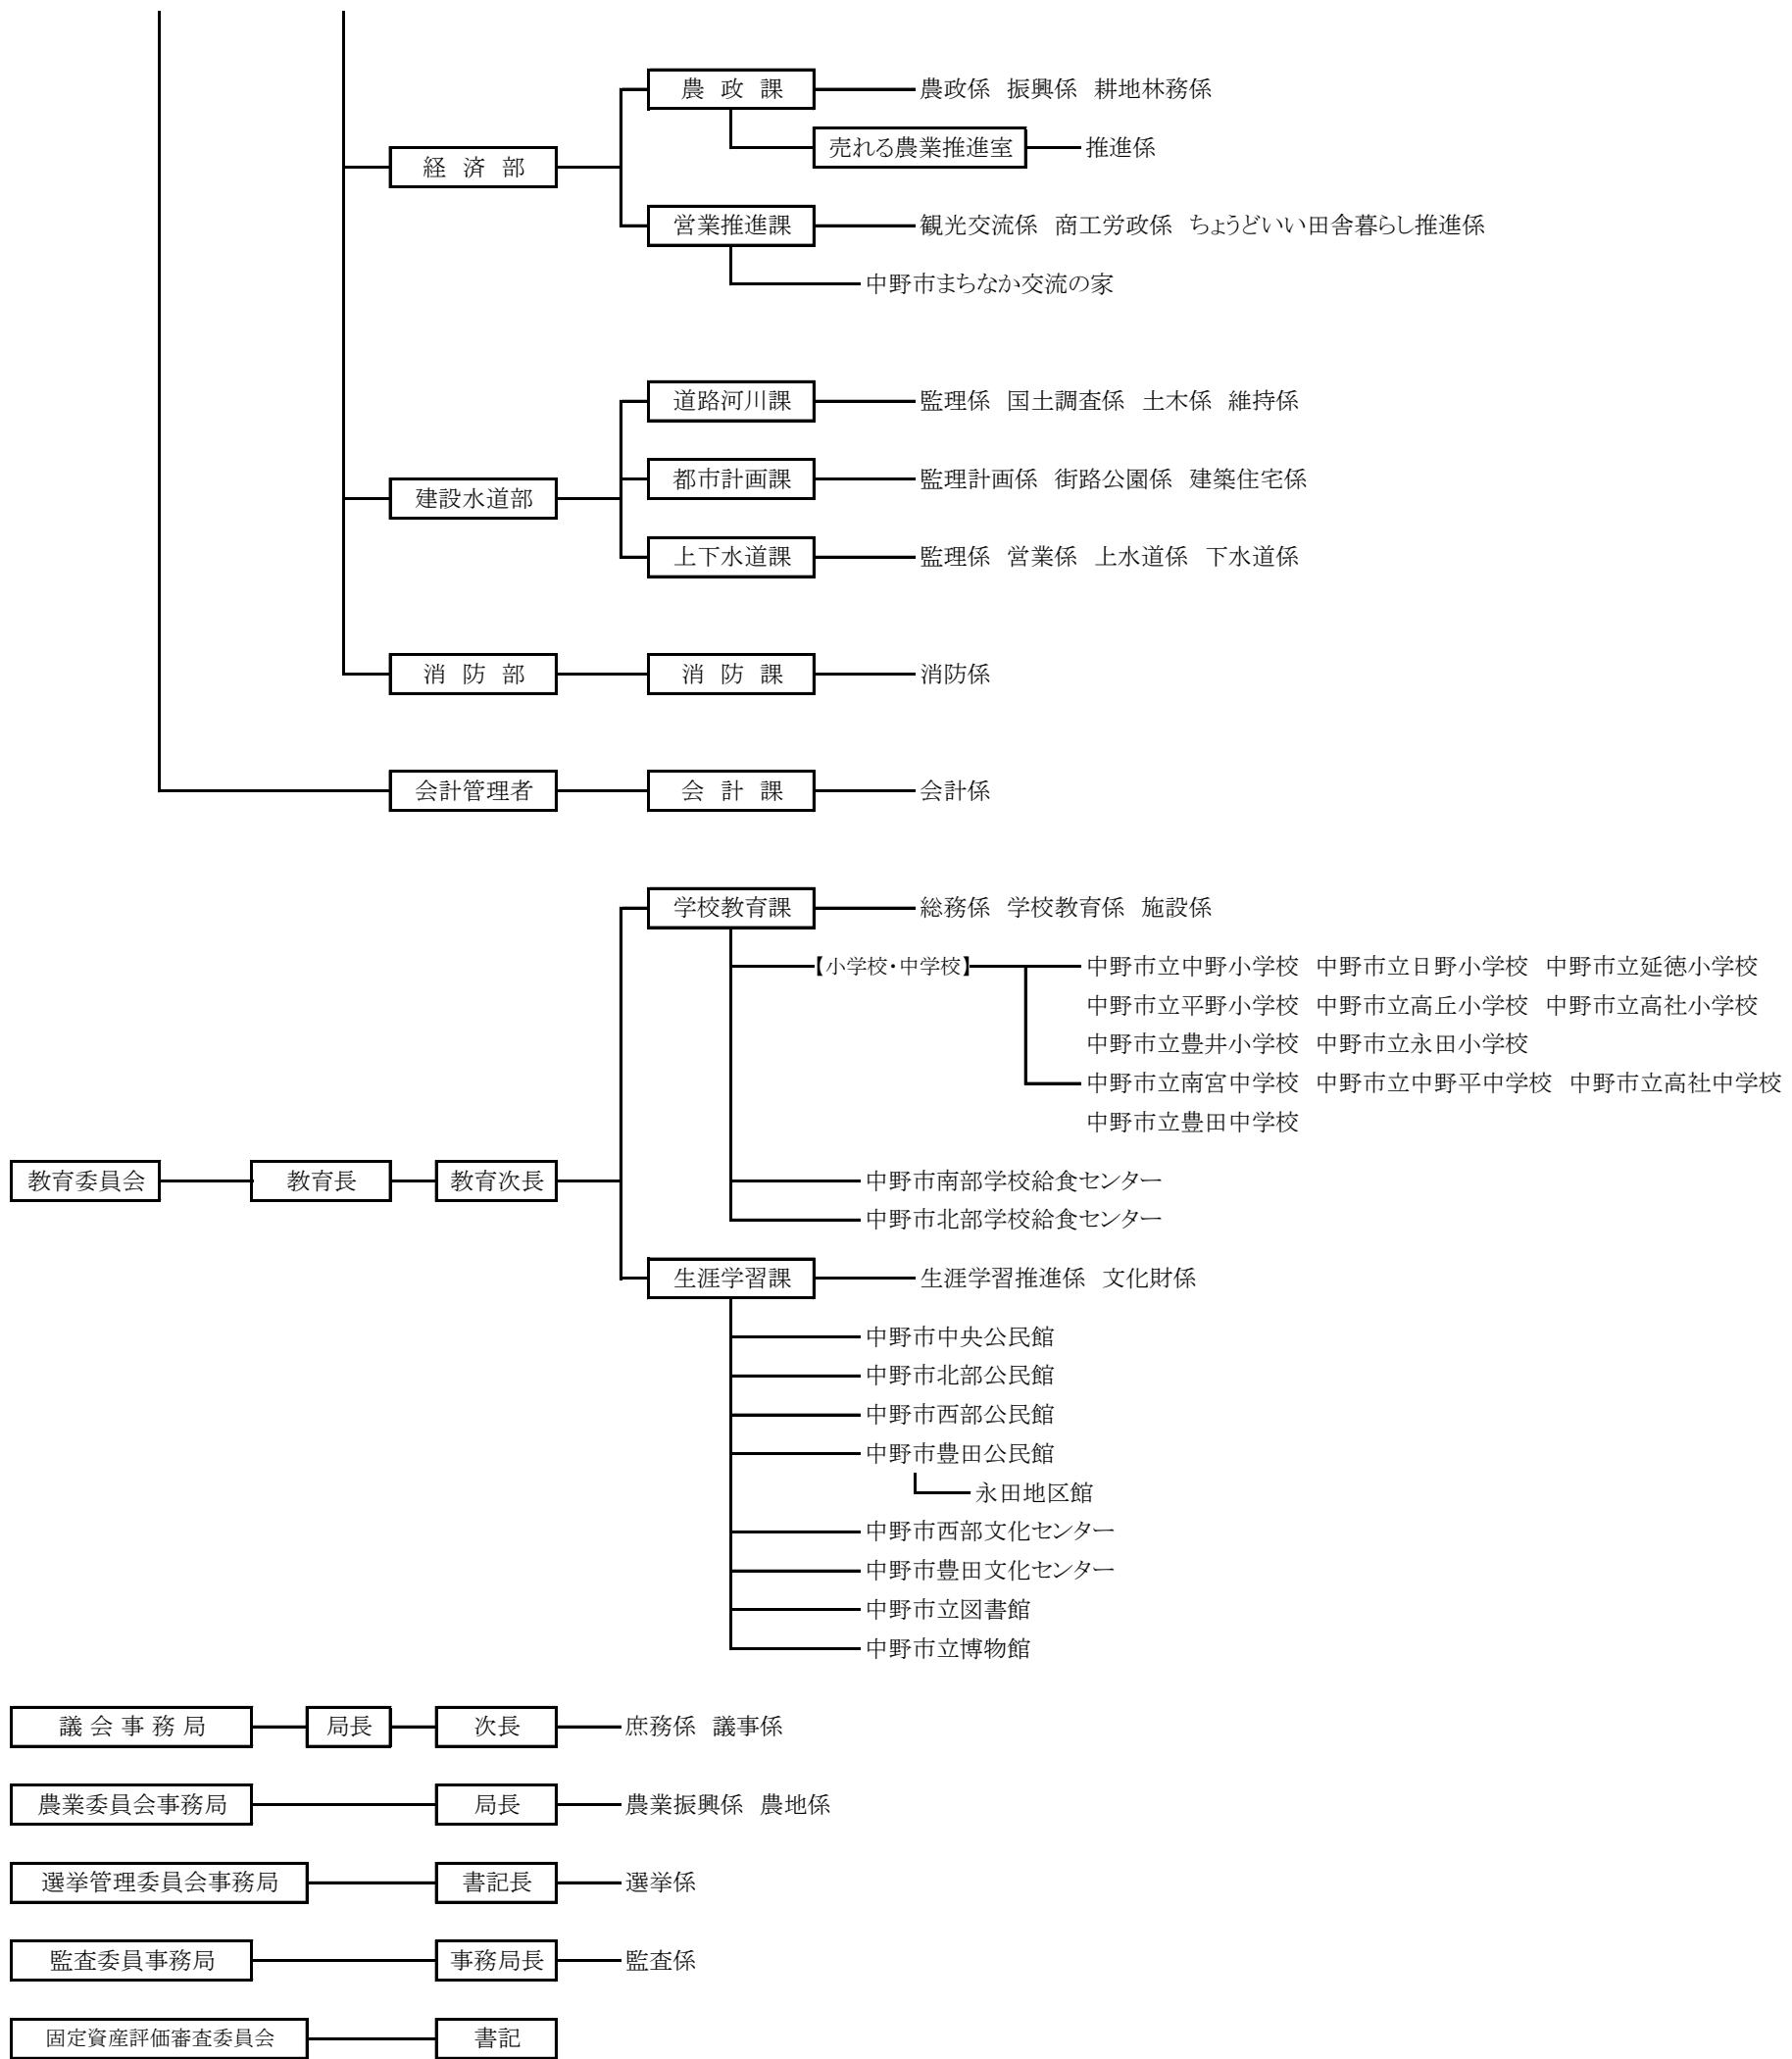 農 政 課 農政係 振興係 耕地林務係
売れる農業推進室 推進係
経 済 部
営業推進課 観光交流係 商工労政係 ちょうどいい田舎暮らし推進係
中野市まちなか交流の家
道路河川課 監理係 国土調査係 土木係 維持係
都市計画課 監理計画係 街路公園係 建築住宅係
建設水道部
上下水道課 監理係 営業係 上水道係 下水道係
消 防 部 消 防 課 消防係
会計管理者 会 計 課 会計係
学校教育課 総務係 学校教育係 施設係
【小学校・中学校】 中野市立中野小学校 中野市立日野小学校 中野市立延徳小学校
中野市立平野小学校 中野市立高丘小学校 中野市立高社小学校
中野市立豊井小学校 中野市立永田小学校
中野市立南宮中学校 中野市立中野平中学校 中野市立高社中学校
中野市立豊田中学校
教育委員会 教育長 教育次長 中野市南部学校給食センター
中野市北部学校給食センター
生涯学習課 生涯学習推進係 文化財係
中野市中央公民館
中野市北部公民館
中野市西部公民館
中野市豊田公民館
永田地区館
中野市西部文化センター
中野市豊田文化センター
中野市立図書館
中野市立博物館
議 会 事 務 局 局長 次長 庶務係 議事係
農業委員会事務局 局長 農業振興係 農地係
選挙管理委員会事務局 書記長 選挙係
監査委員事務局 事務局長 監査係
固定資産評価審査委員会 書記